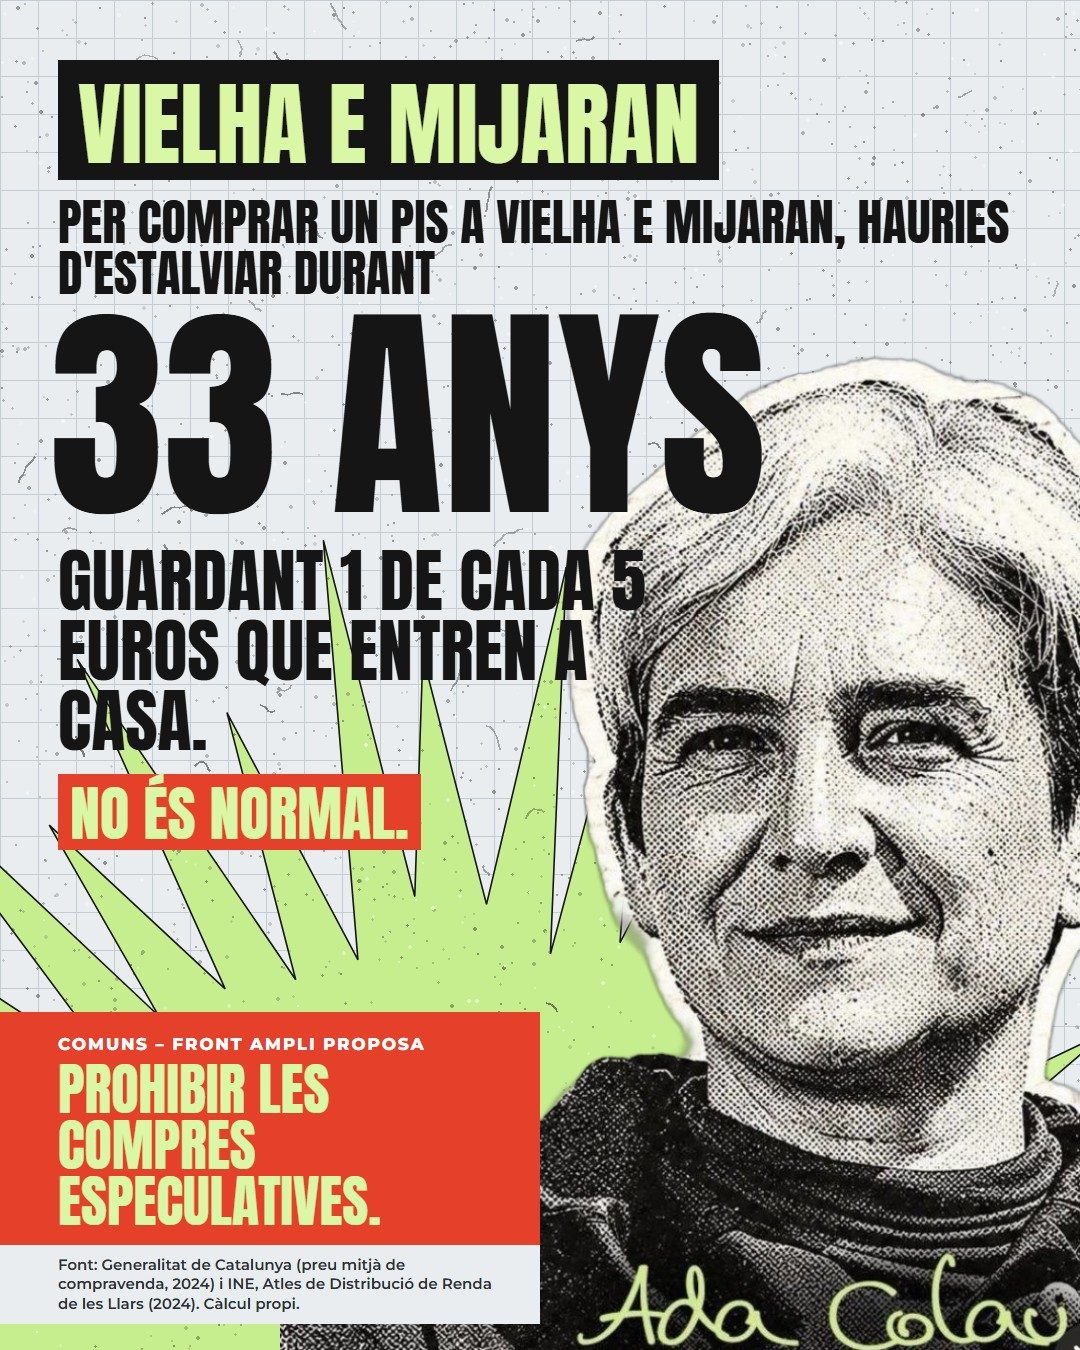 VIELHA E MIJARAN
PER COMPRAR UN PIS A VIELHA E MIJARAN, HAURIES
D'ESTALVIAR DURANT
33 ANYS
GUARDANT 1 DE CADA 5
EUROS QUE ENTREN A
CASA.
NO ÉS NORMAL.
COMUNS – FRONT AMPLI PROPOSA
PROHIBIR LES
COMPRES
ESPECULATIVES.
Font: Generalitat de Catalunya (preu mitjà de
compravenda, 2024) i INE, Atles de Distribució de Renda
de les Llars (2024). Càlcul propi.
Ada Colau